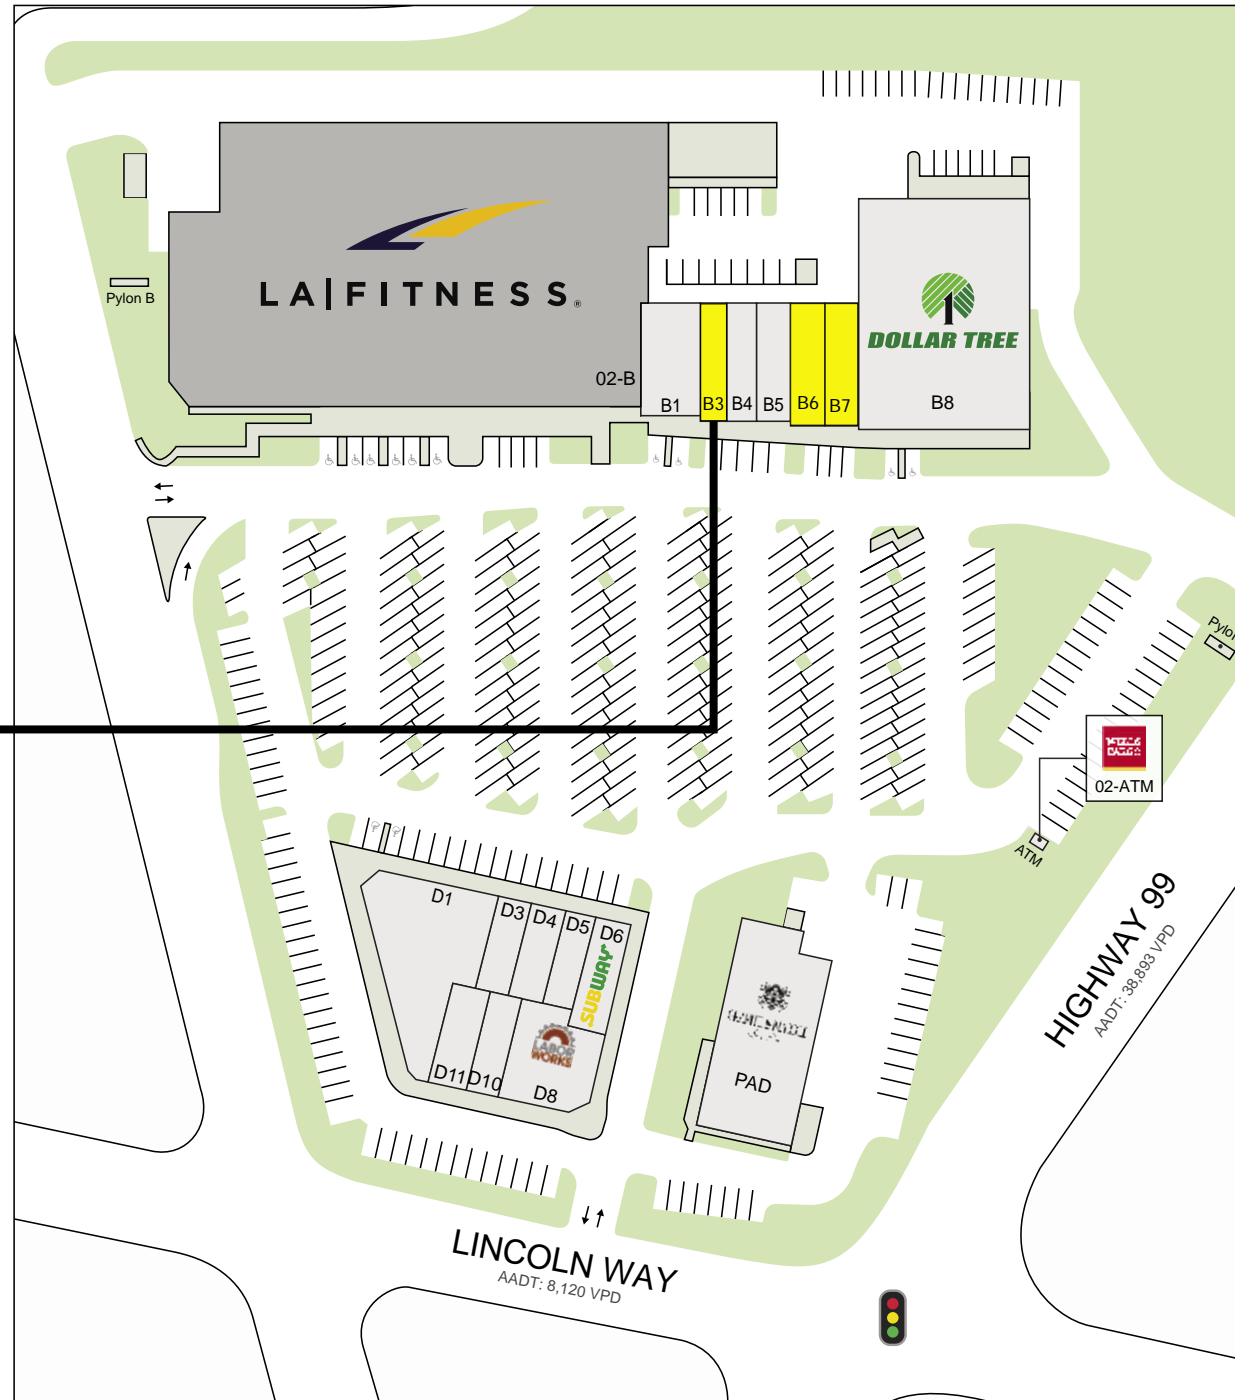 Pylon B
LA|FITNESS®
02-B
B1
B3
B4
B5
B6
B7
DOLLAR TREE
B8
02-ATM
ATM
D1
D3
D4
D5
D6
SUBWAY
D11
D10
LABOR
WORKS
D8
PAD
HIGHWAY 99
AADT: 38,893 VPD
LINCOLN WAY
AADT: 8,120 VPD